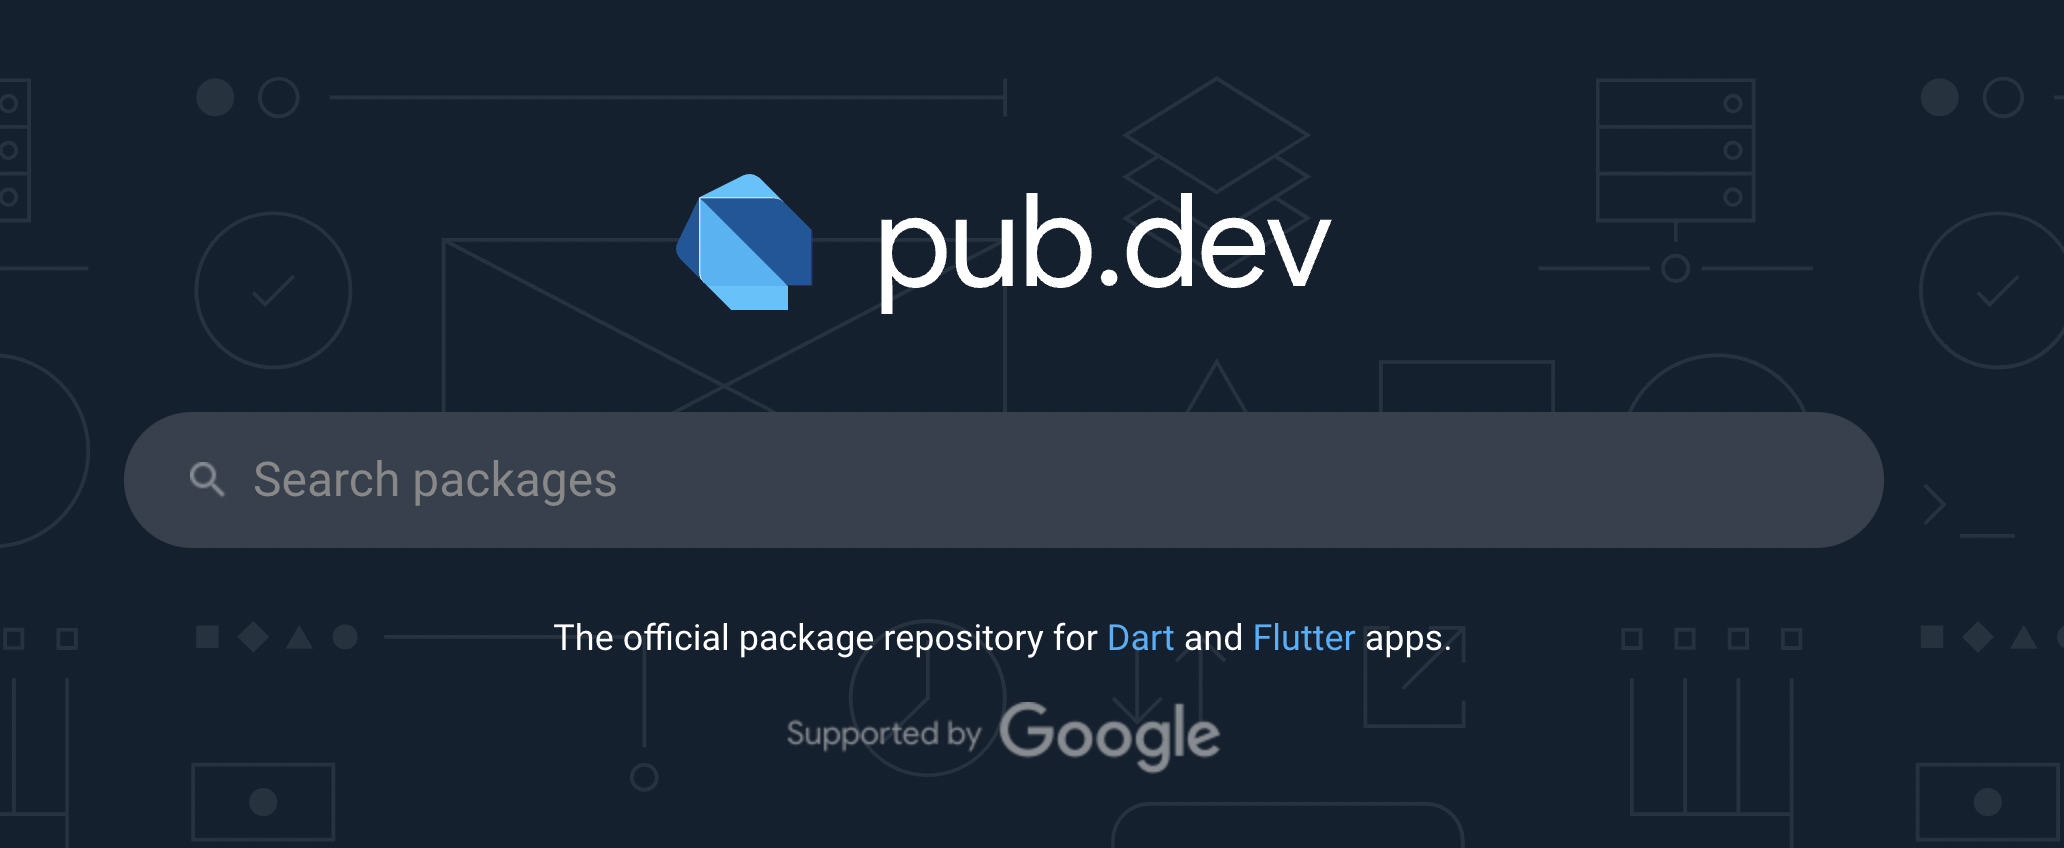 pub.dev
Search packages
The official package repository for Dart and Flutter apps.
Supported by Google